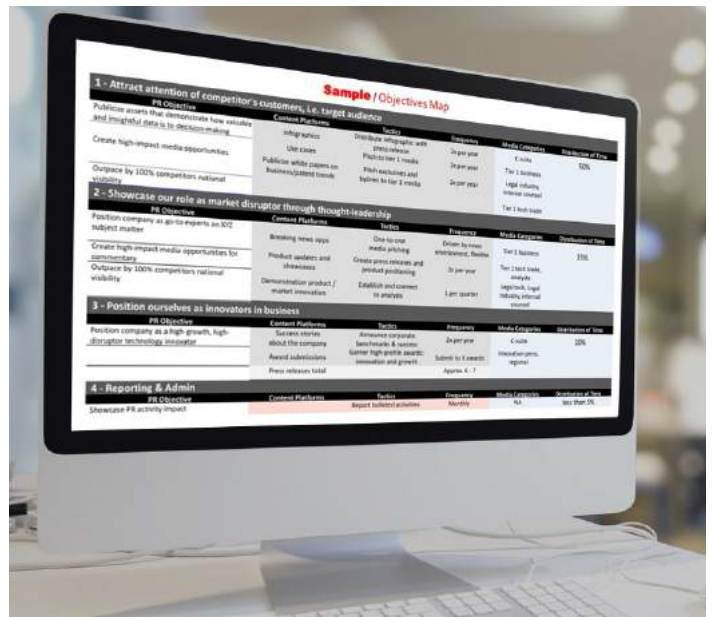 Sample / Objectives Map
1 - Attract attention of competitor's customers, i.e. target audience
PR Objective Content Platforms Tactics Frequency Media Categories Distribution of Time
Publicize assets that demonstrate how valuable
and insightful data is to decision-making
Create high-impact media opportunities
Outpace by 100% competitors national
visibility
Infographics
Use cases
Publicize white papers on
business/patent trends
Distribute infographic with
press release
Pitch to tier 1 media
Pitch exclusives and
bylines to tier 1 media
2x per year
3x per year
2x per year
Tier 1 business
Legal industry,
internal counsel
Tier 1 tech trade
50%
2 - Showcase our role as market disruptor through thought-leadership
PR Objective Content Platforms Tactics Frequency Media Categories Distribution of Time
Position company as go-to experts on XYZ
subject matter
Create high-impact media opportunities for
commentary
Outpace by 100% competitors national
visibility
Breaking news opps
Product updates and
showcases
Demonstration product /
market innovation
One-to-one
media pitching
Create press releases and
product positioning
Establish and connect
to analysts
Driven by news
environment, flexible
3x per year
1 per quarter
Tier 1 business
Tier 1 tech trade,
analysts
Legal tech, Legal
industry, internal
counsel
35%
3 - Position ourselves as innovators in business
PR Objective Content Platforms Tactics Frequency Media Categories Distribution of Time
Position company as a high-growth, high-
disruptor technology innovator
Success stories
about the company
Award submissions
Press releases total
Announce corporate
benchmarks & success
Garner high-profile awards:
innovation and growth
2x per year
Submit to 6 awards
Approx. 6 - 7
Innovation pens,
regional
10%
4 - Reporting & Admin
PR Objective Content Platforms Tactics Frequency Media Categories Distribution of Time
Showcase PR activity impact
Report bulleted activities
Monthly
NA
less than 5%